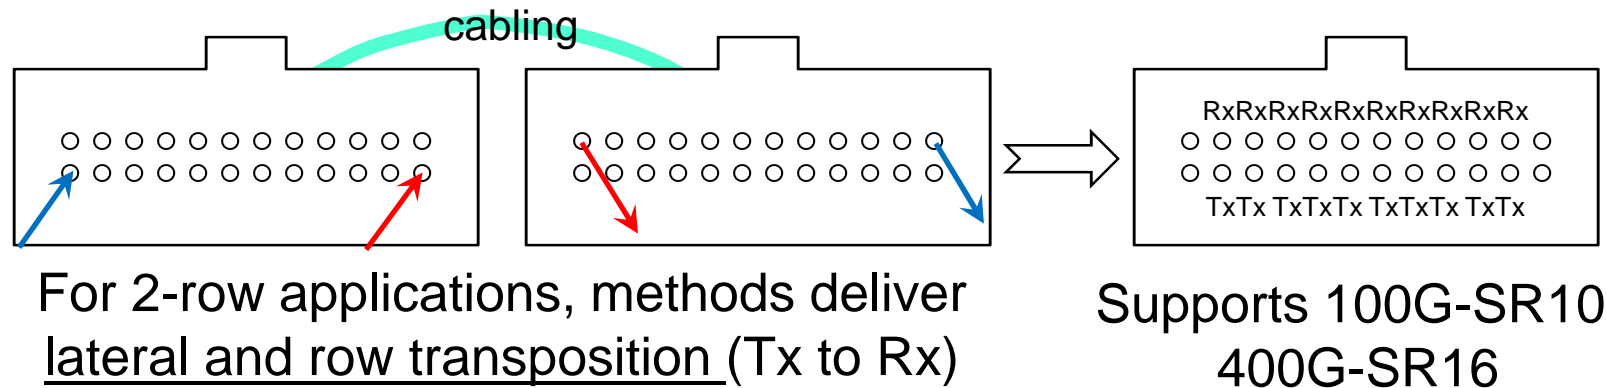 cabling
RxRxRxRxRxRxRxRxRxRx
TxTx TxTxTx TxTxTx TxTx
For 2-row applications, methods deliver
lateral and row transposition (Tx to Rx)
Supports 100G-SR10
400G-SR16